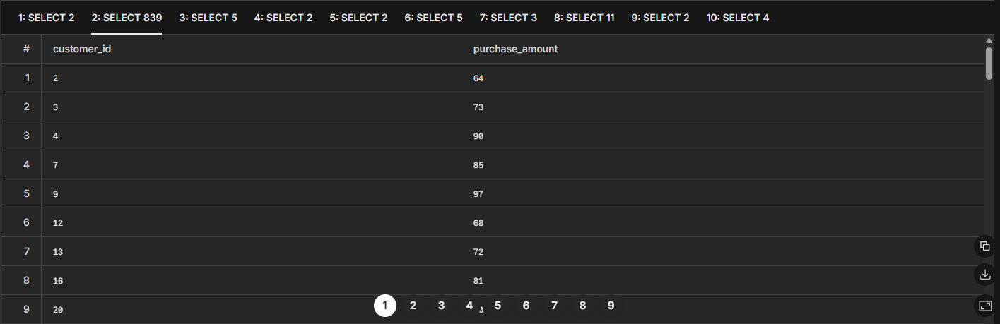 1: SELECT 2 2: SELECT 839 3: SELECT 5 4: SELECT 2 5: SELECT 2 6: SELECT 5 7: SELECT 3 8: SELECT 11 9: SELECT 2 10: SELECT 4
# customer_id purchase_amount
1 2 64
2 3 73
3 4 90
4 7 85
5 9 97
6 12 68
7 13 72
8 16 81
9 20
1 2 3 4 5 6 7 8 9